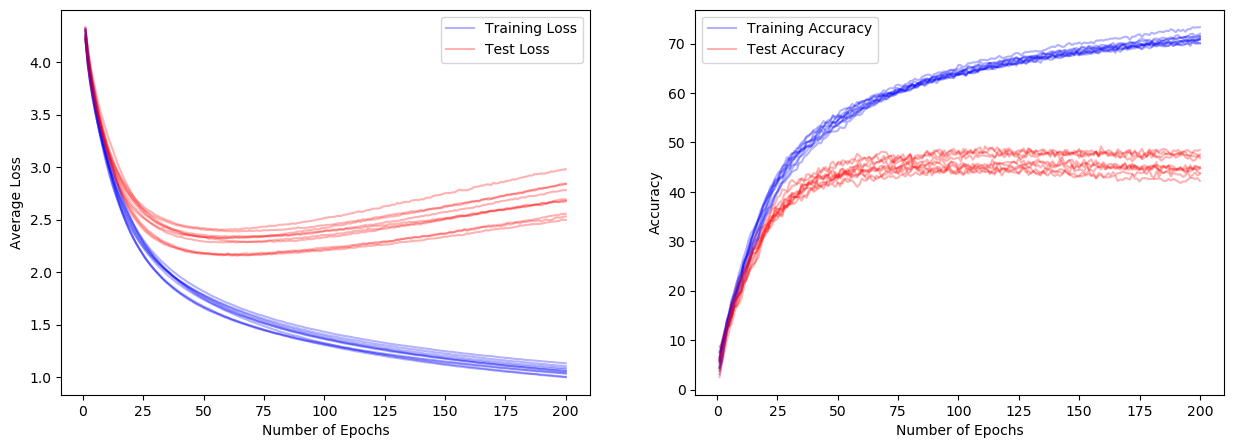 Training Loss
Test Loss
4.0
3.5
3.0
2.5
2.0
1.5
1.0
Average Loss
0 25 50 75 100 125 150 175 200
Number of Epochs
Training Accuracy
Test Accuracy
70
60
50
40
30
20
10
0
Accuracy
0 25 50 75 100 125 150 175 200
Number of Epochs